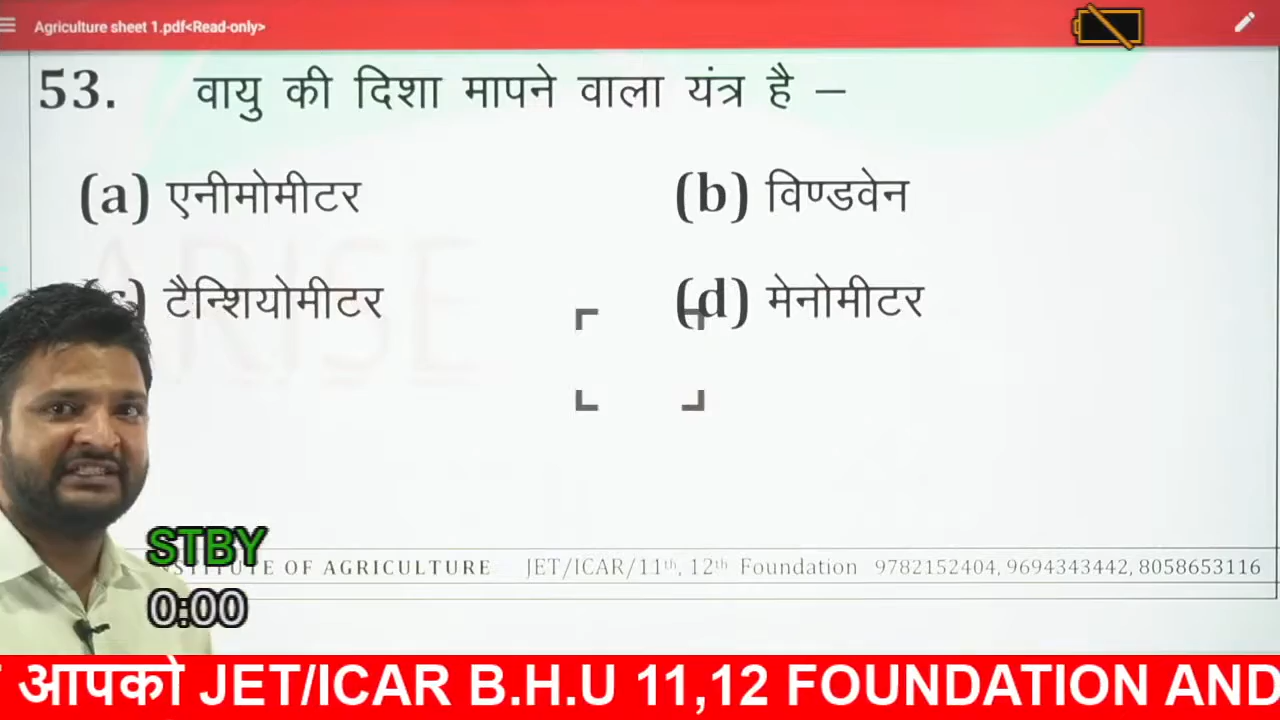 Agriculture sheet 1.pdf<Read-only>
53. वायु की दिशा मापने वाला यंत्र है –
(a) एनीमोमीटर (b) विण्डवेन
टैन्शियोमीटर (d) मेनोमीटर
ARISE
STBY
OF AGRICULTURE JET/ICAR/11th, 12th Foundation 9782152404, 9694343442, 8058653116
0:00
आपको JET/ICAR B.H.U 11,12 FOUNDATION AND